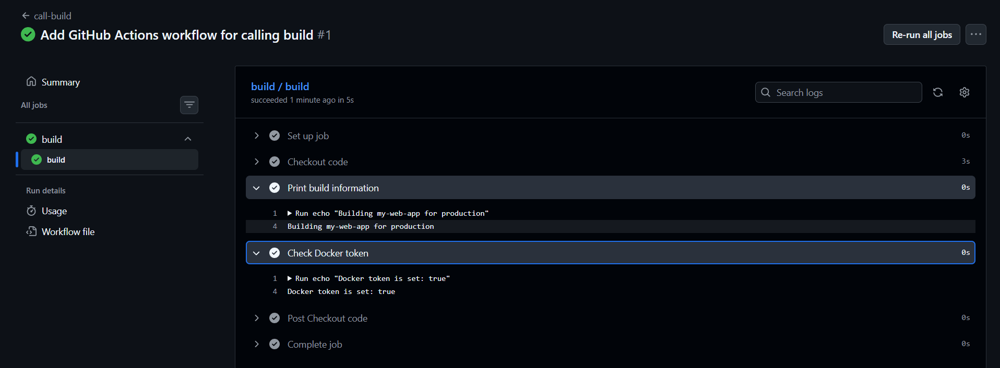 call-build
Add GitHub Actions workflow for calling build #1
Re-run all jobs
Summary
All jobs
build
build
Run details
Usage
Workflow file
build / build
succeeded 1 minute ago in 5s
Search logs
Set up job 0s
Checkout code 3s
Print build information 0s
1 Run echo "Building my-web-app for production"
4 Building my-web-app for production
Check Docker token 0s
1 Run echo "Docker token is set: true"
4 Docker token is set: true
Post Checkout code 0s
Complete job 0s